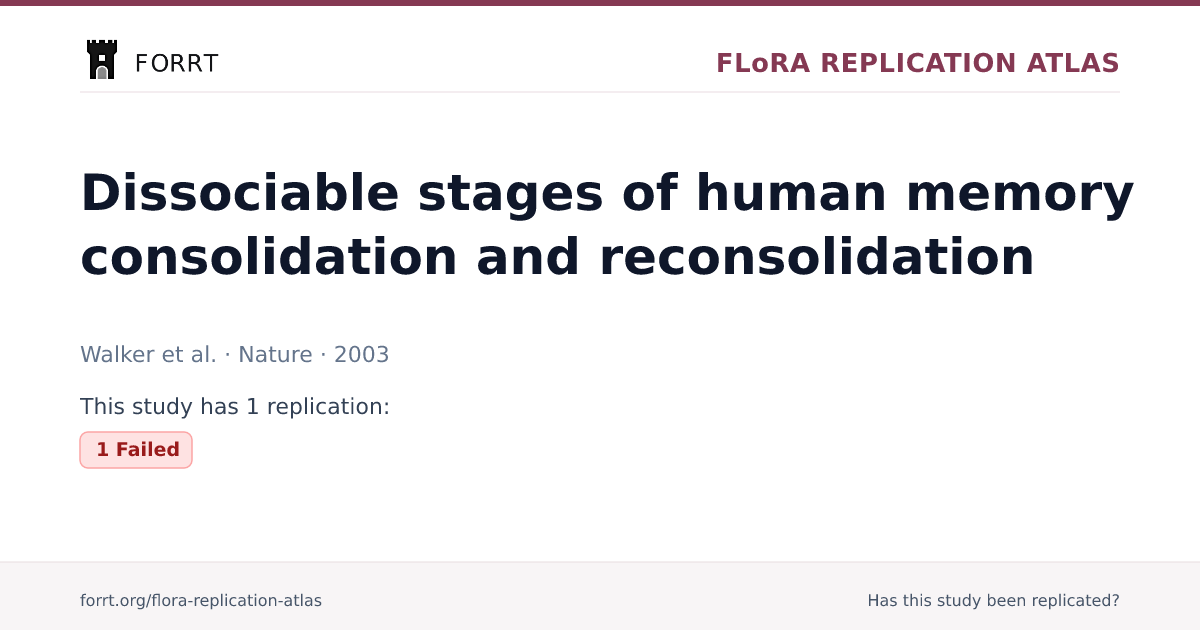 FORRT
FLoRA REPLICATION ATLAS
Dissociable stages of human memory
consolidation and reconsolidation
Walker et al. · Nature · 2003
This study has 1 replication:
1 Failed
forrt.org/flora-replication-atlas
Has this study been replicated?